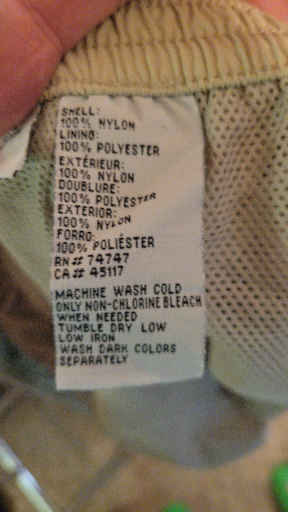 SHELL:
100% NYLON
LINING:
100% POLYESTER
EXTÉRIEUR:
100% NYLON
DOUBLURE:
100% POLYESTER
EXTERIOR:
100% NYLON
FORRO:
100% POLIÉSTER
RN# 74747
CA# 45117
MACHINE WASH COLD
ONLY NON-CHLORINE BLEACH
WHEN NEEDED
TUMBLE DRY LOW
LOW IRON
WASH DARK COLORS
SEPARATELY